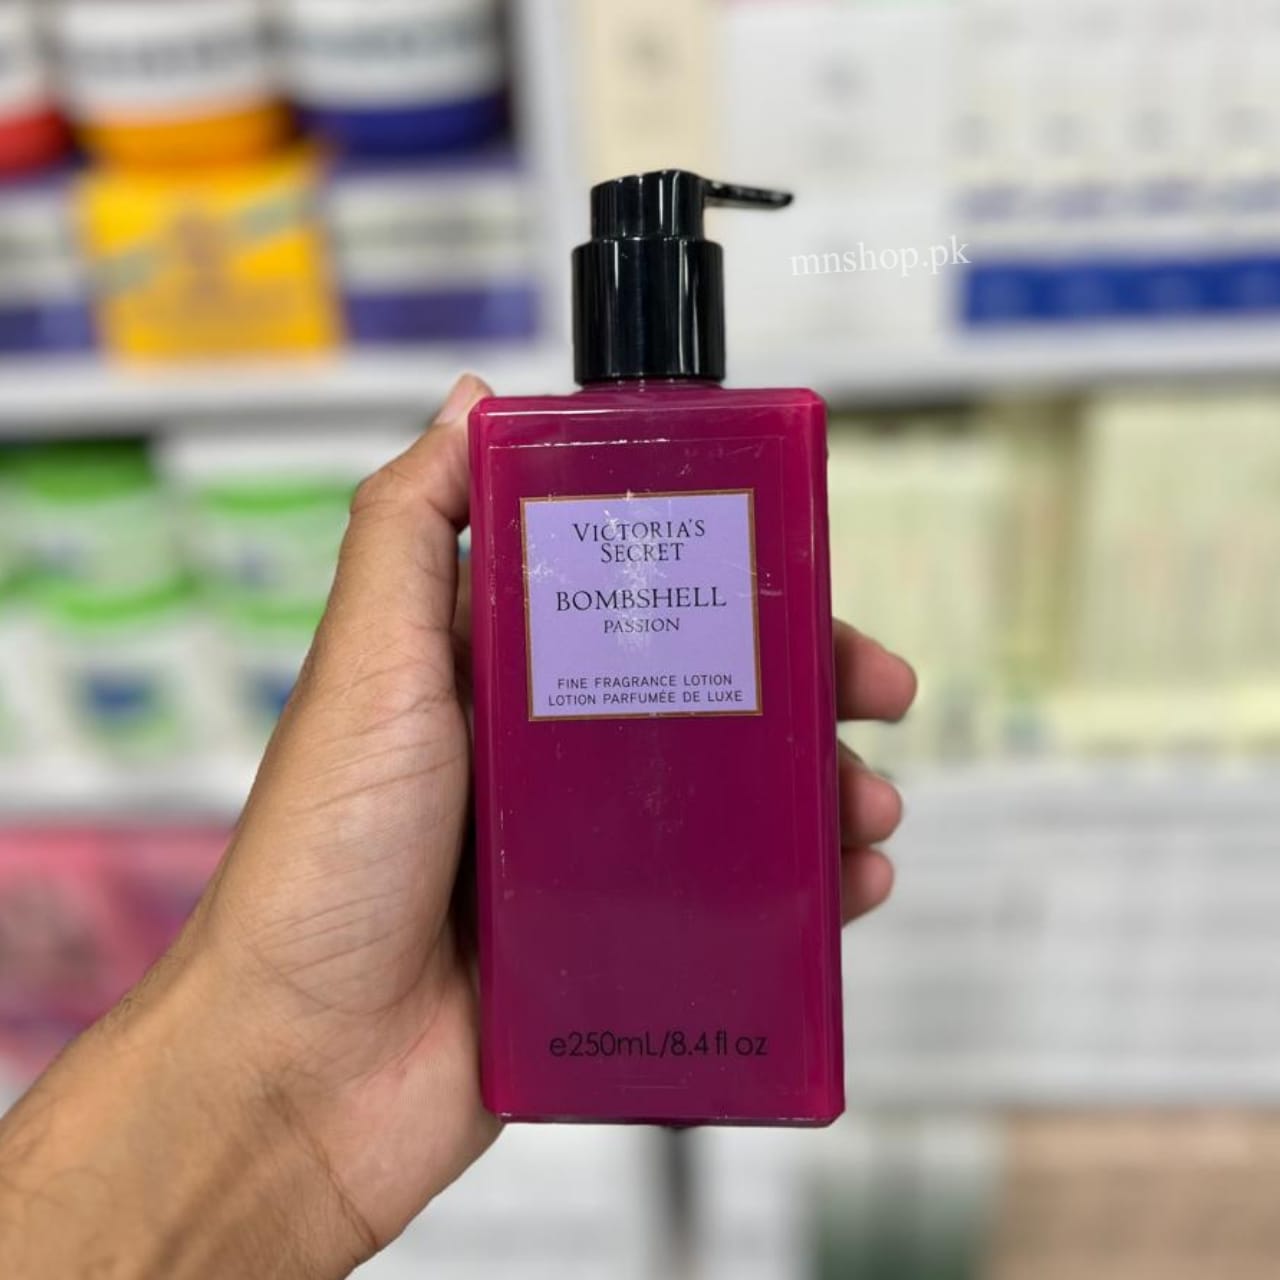 mnshop.pk
VICTORIA'S
SECRET
BOMBSHELL
PASSION
FINE FRAGRANCE LOTION
LOTION PARFUMÉE DE LUXE
e250mL/8.4 fl oz